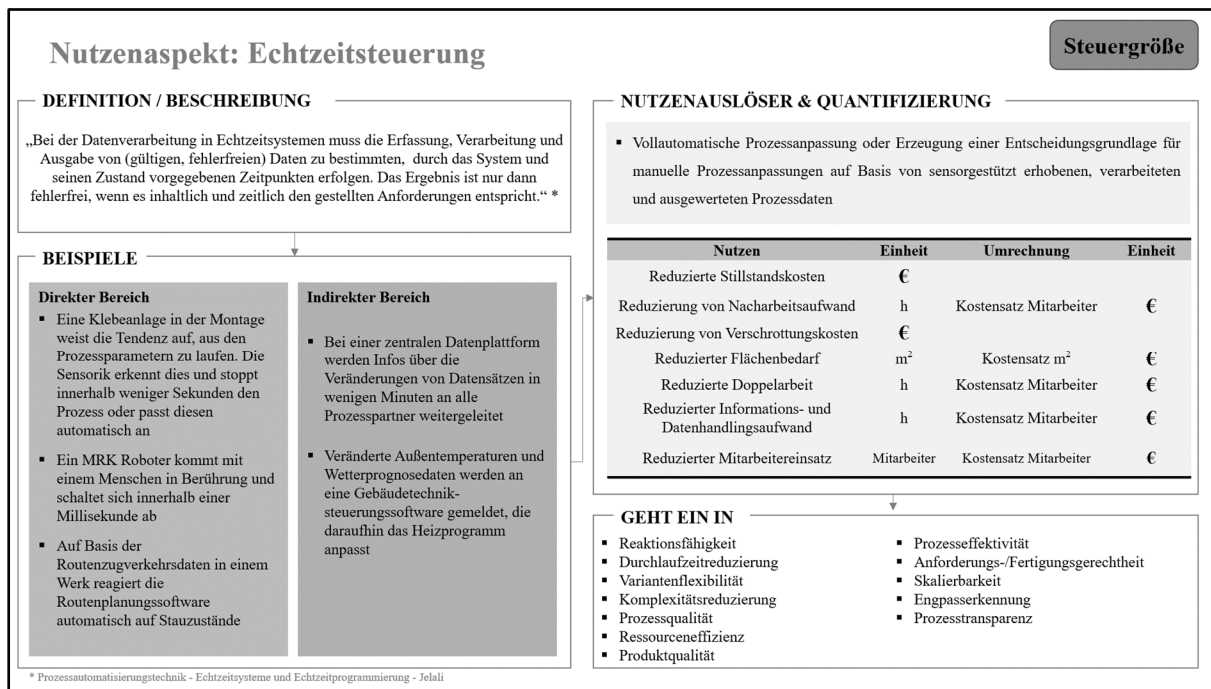 Nutzenaspekt: Echtzeitsteuerung
Steuergröße
DEFINITION / BESCHREIBUNG
„Bei der Datenverarbeitung in Echtzeitsystemen muss die Erfassung, Verarbeitung und
Ausgabe von (gültigen, fehlerfreien) Daten zu bestimmten, durch das System und
seinen Zustand vorgegebenen Zeitpunkten erfolgen. Das Ergebnis ist nur dann
fehlerfrei, wenn es inhaltlich und zeitlich den gestellten Anforderungen entspricht.“ *
BEISPIELE
Direkter Bereich
▪ Eine Klebeanlage in der Montage
weist die Tendenz auf, aus den
Prozessparametern zu laufen. Die
Sensorik erkennt dies und stoppt
innerhalb weniger Sekunden den
Prozess oder passt diesen
automatisch an
▪ Ein MRK Roboter kommt mit
einem Menschen in Berührung und
schaltet sich innerhalb einer
Millisekunde ab
▪ Auf Basis der
Routenzugverkehrsdaten in einem
Werk reagiert die
Routenplanungssoftware
automatisch auf Stauzustände
Indirekter Bereich
▪ Bei einer zentralen Datenplattform
werden Infos über die
Veränderungen von Datensätzen in
wenigen Minuten an alle
Prozesspartner weitergeleitet
▪ Veränderte Außentemperaturen und
Wetterprognosedaten werden an
eine Gebäudetechnik-
steuerungssoftware gemeldet, die
daraufhin das Heizprogramm
anpasst
NUTZENAUSLÖSER & QUANTIFIZIERUNG
▪ Vollautomatische Prozessanpassung oder Erzeugung einer Entscheidungsgrundlage für
manuelle Prozessanpassungen auf Basis von sensorgestützt erhobenen, verarbeiteten
und ausgewerteten Prozessdaten
Nutzen Einheit Umrechnung Einheit
Reduzierte Stillstandskosten €
Reduzierung von Nacharbeitsaufwand h Kostensatz Mitarbeiter €
Reduzierung von Verschrottungskosten €
Reduzierter Flächenbedarf m² Kostensatz m² €
Reduzierte Doppelarbeit h Kostensatz Mitarbeiter €
Reduzierter Informations- und
Datenhandlingsaufwand h Kostensatz Mitarbeiter €
Reduzierter Mitarbeitereinsatz Mitarbeiter Kostensatz Mitarbeiter €
GEHT EIN IN
▪ Reaktionsfähigkeit
▪ Durchlaufzeitreduzierung
▪ Variantenflexibilität
▪ Komplexitätsreduzierung
▪ Prozessqualität
▪ Ressourceneffizienz
▪ Produktqualität
▪ Prozesseffektivität
▪ Anforderungs-/Fertigungsgerechtheit
▪ Skalierbarkeit
▪ Engpasserkennung
▪ Prozesstransparenz
* Prozessautomatisierungstechnik - Echtzeitsysteme und Echtzeitprogrammierung - Jelali